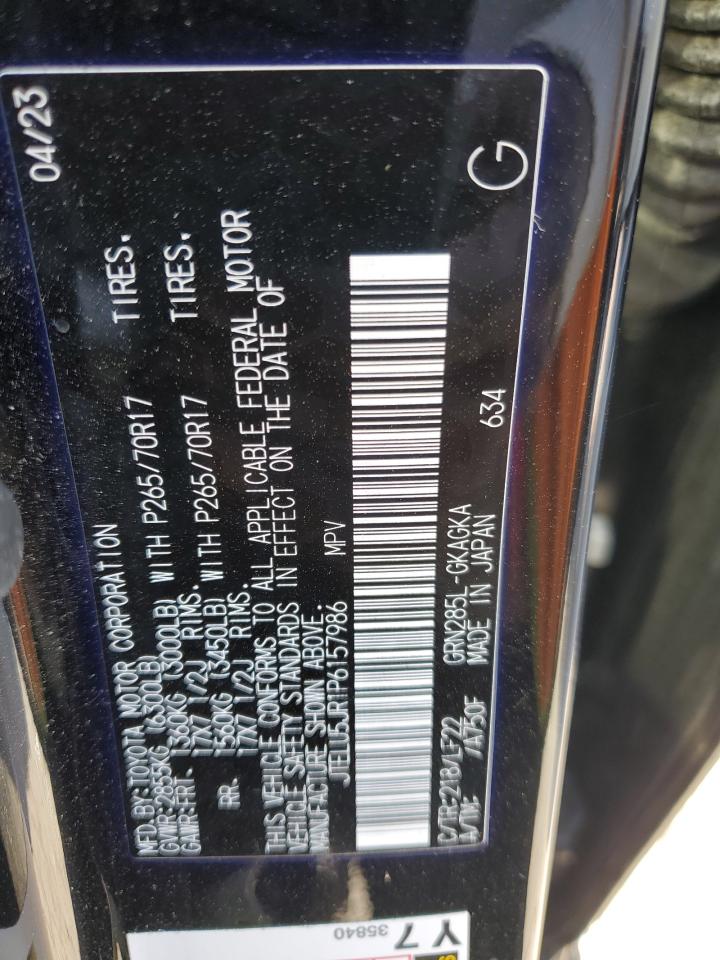 MFD.BY:TOYOTA MOTOR CORPORATION 04/23
GVWR:2855KG (6300LB)
GAWR:FRT. 1360KG (3000LB) WITH P265/70R17 TIRES.
17X7 1/2J RIMS.
RR. 1560KG (3450LB) WITH P265/70R17 TIRES.
17X7 1/2J RIMS.
THIS VEHICLE CONFORMS TO ALL APPLICABLE FEDERAL MOTOR
VEHICLE SAFETY STANDARDS IN EFFECT ON THE DATE OF
MANUFACTURE SHOWN ABOVE.
JTELU5JR1P6157986 MPV
C/TR:218/LE22 GRN285L-GKAGKA
A/TM: /A750F MADE IN JAPAN 634
G
Y7
35840